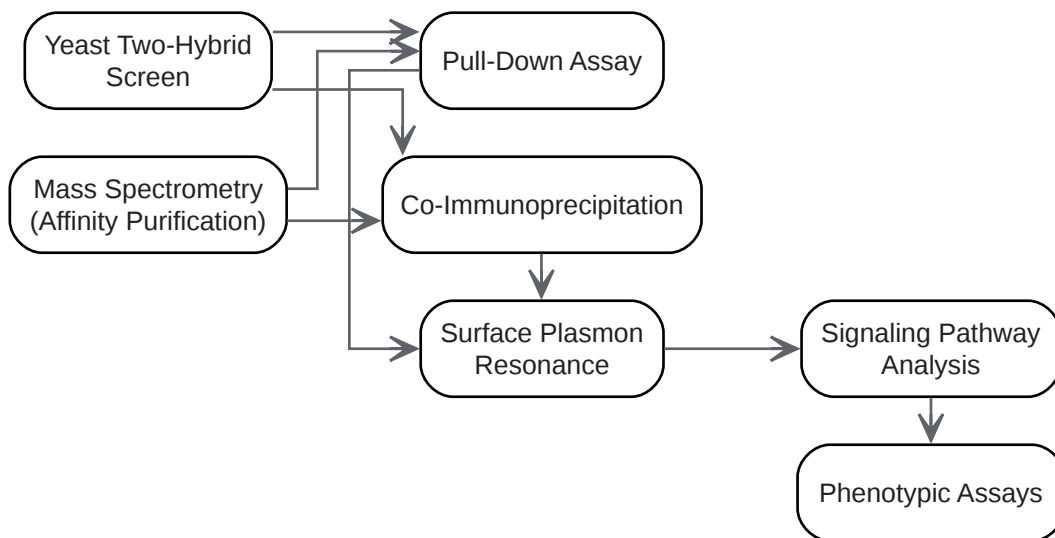 Yeast Two-Hybrid
Screen
Pull-Down Assay
Mass Spectrometry
(Affinity Purification)
Co-Immunoprecipitation
Surface Plasmon
Resonance
Signaling Pathway
Analysis
Phenotypic Assays